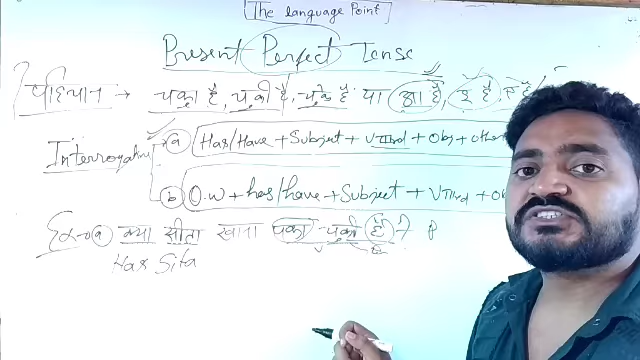 The language Point
Present Perfect Tense
पहिचान → चुका है, चुकी है, चुके हैं या आ है, ई है,
Interrogative → a) Has/Have + Subject + VIIIrd + Obj + other
b) Q.W + has/have + Subject + VIIIrd +
Ex→ a) क्या सीता खाना पका चुकी है ?
Has Sita